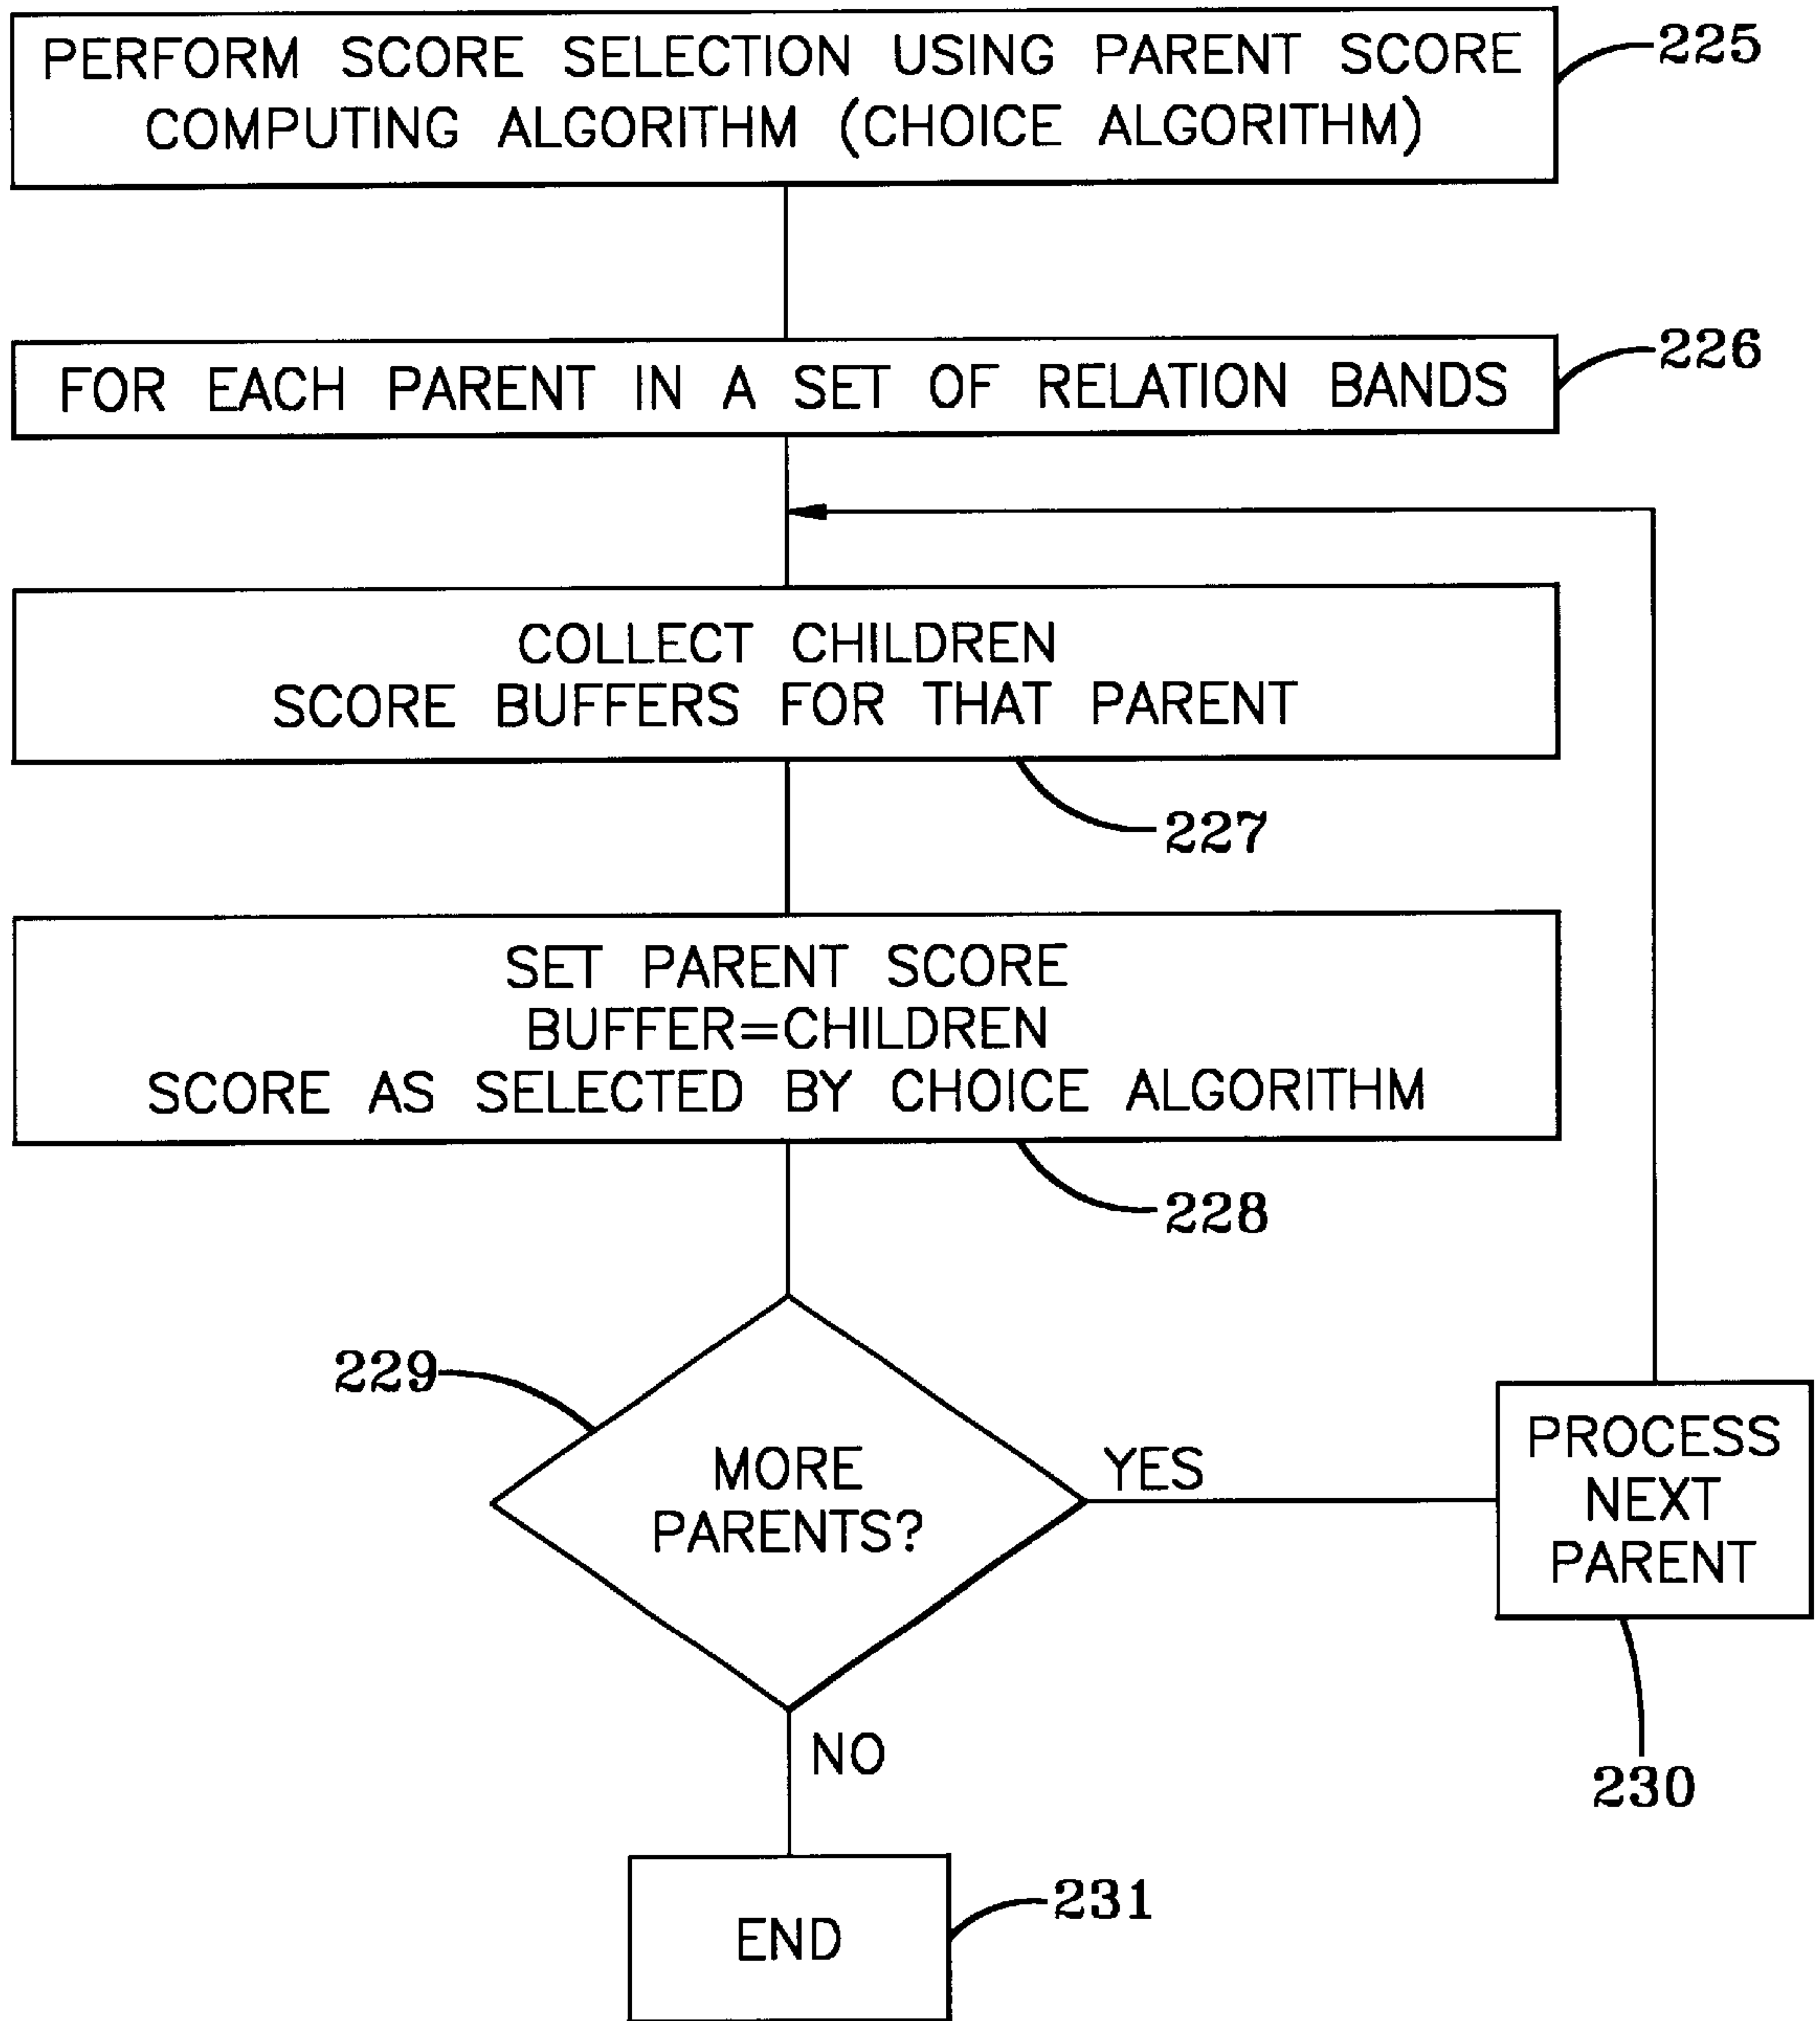 PERFORM SCORE SELECTION USING PARENT SCORE
COMPUTING ALGORITHM (CHOICE ALGORITHM)
225
FOR EACH PARENT IN A SET OF RELATION BANDS
226
COLLECT CHILDREN
SCORE BUFFERS FOR THAT PARENT
227
SET PARENT SCORE
BUFFER=CHILDREN
SCORE AS SELECTED BY CHOICE ALGORITHM
228
229
MORE
PARENTS?
YES
PROCESS
NEXT
PARENT
230
NO
END
231